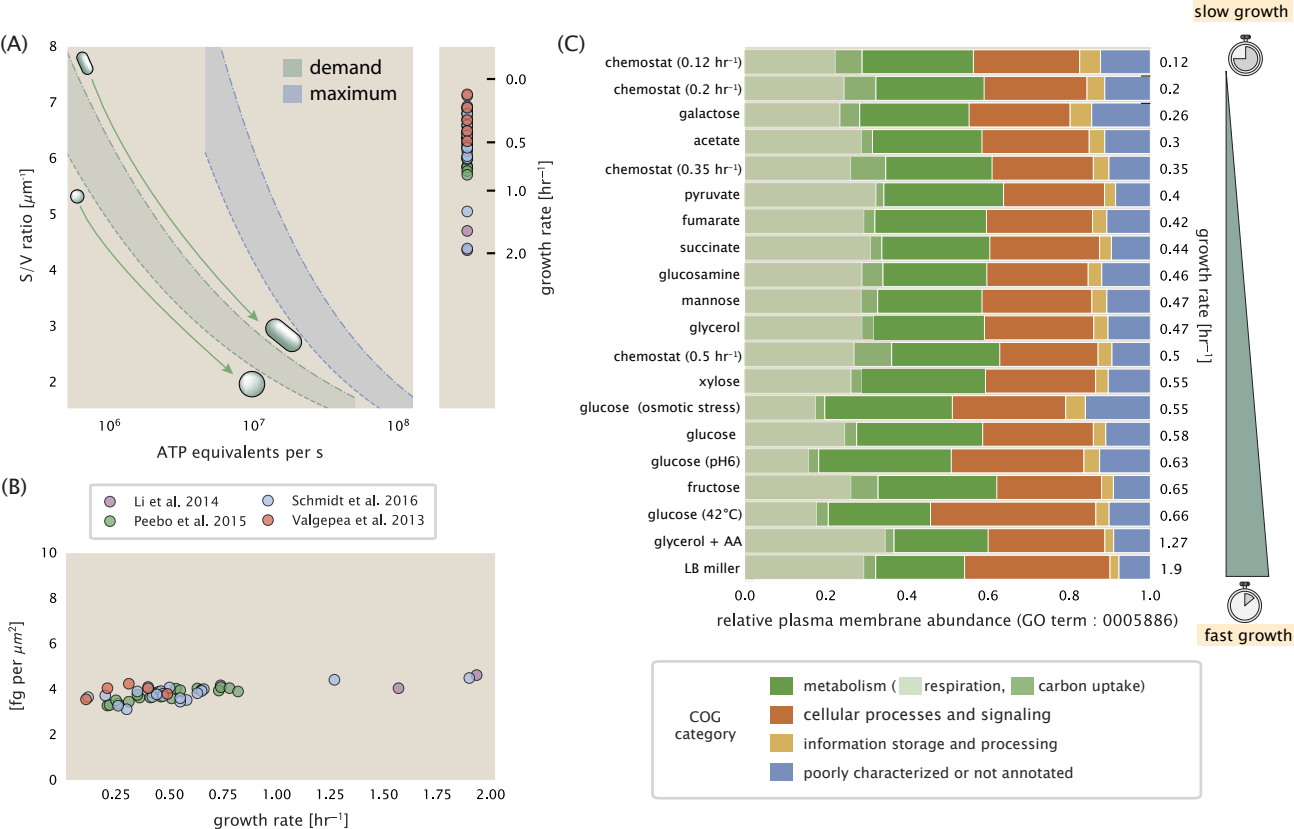 (A)
8
7
6
5
4
3
2
S/V ratio [μm⁻¹]
demand
maximum
10⁶
10⁷
10⁸
ATP equivalents per s
0.0
0.5
1.0
2.0
growth rate [hr⁻¹]
(B)
Li et al. 2014
Schmidt et al. 2016
Peebo et al. 2015
Valgepea et al. 2013
10
8
6
4
2
0
[fg per μm²]
0.25 0.50 0.75 1.00 1.25 1.50 1.75 2.00
growth rate [hr⁻¹]
(C)
slow growth
chemostat (0.12 hr⁻¹) 0.12
chemostat (0.2 hr⁻¹) 0.2
galactose 0.26
acetate 0.3
chemostat (0.35 hr⁻¹) 0.35
pyruvate 0.4
fumarate 0.42
succinate 0.44
glucosamine 0.46
mannose 0.47
glycerol 0.47
chemostat (0.5 hr⁻¹) 0.5
xylose 0.55
glucose (osmotic stress) 0.55
glucose 0.58
glucose (pH6) 0.63
fructose 0.65
glucose (42°C) 0.66
glycerol + AA 1.27
LB miller 1.9
growth rate [hr⁻¹]
0.0 0.2 0.4 0.6 0.8 1.0
relative plasma membrane abundance (GO term : 0005886)
fast growth
COG
category
metabolism ( respiration, carbon uptake)
cellular processes and signaling
information storage and processing
poorly characterized or not annotated